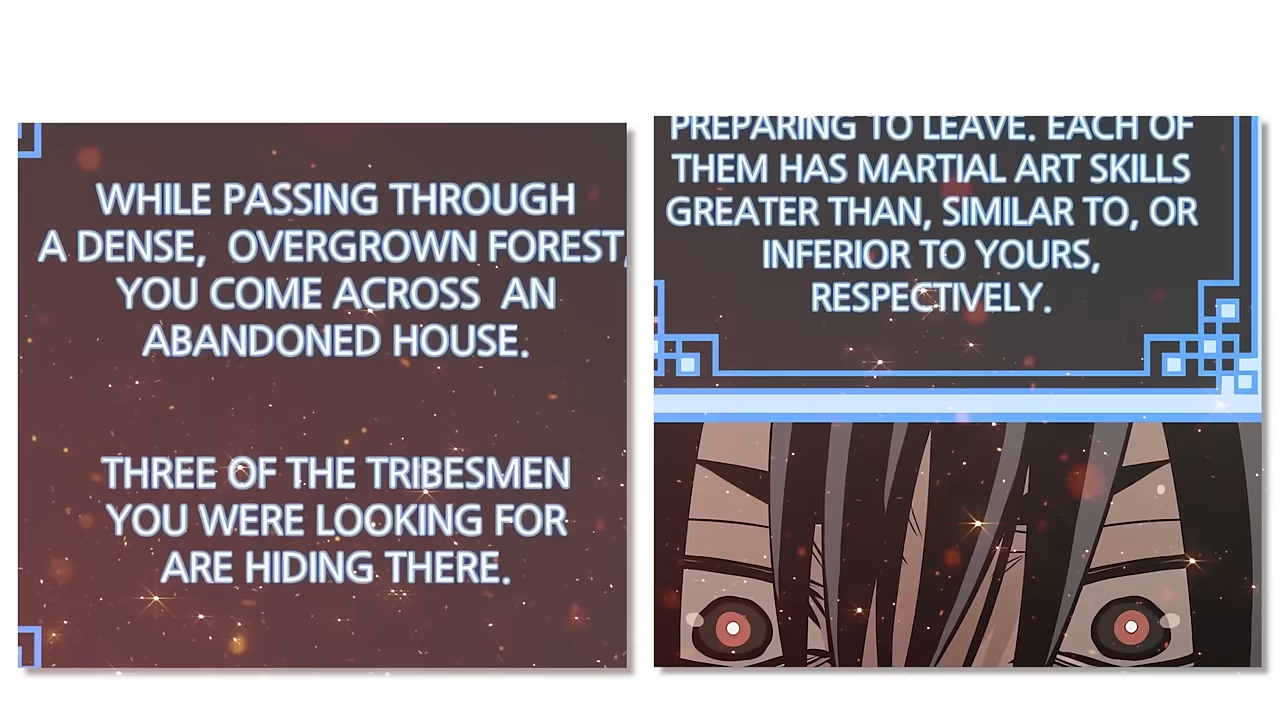 WHILE PASSING THROUGH
A DENSE, OVERGROWN FOREST,
YOU COME ACROSS AN
ABANDONED HOUSE.
THREE OF THE TRIBESMEN
YOU WERE LOOKING FOR
ARE HIDING THERE.
PREPARING TO LEAVE. EACH OF
THEM HAS MARTIAL ART SKILLS
GREATER THAN, SIMILAR TO, OR
INFERIOR TO YOURS,
RESPECTIVELY.